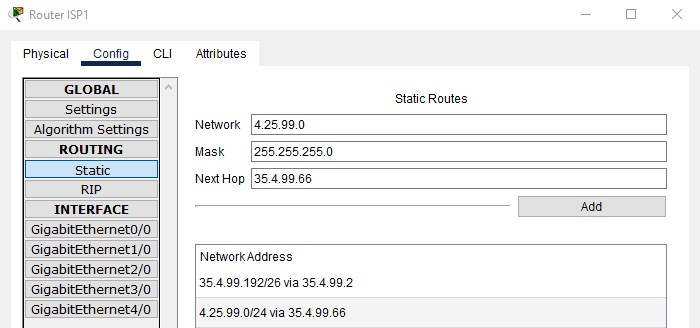 Router ISP1
Physical Config CLI Attributes
GLOBAL
Settings
Algorithm Settings
ROUTING
Static
RIP
INTERFACE
GigabitEthernet0/0
GigabitEthernet1/0
GigabitEthernet2/0
GigabitEthernet3/0
GigabitEthernet4/0
Static Routes
Network 4.25.99.0
Mask 255.255.255.0
Next Hop 35.4.99.66
Add
Network Address
35.4.99.192/26 via 35.4.99.2
4.25.99.0/24 via 35.4.99.66